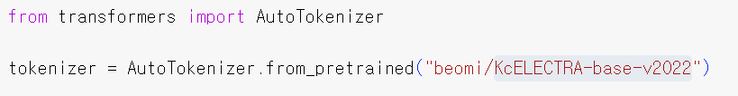 from transformers import AutoTokenizer
tokenizer = AutoTokenizer.from_pretrained("beomi/KcELECTRA-base-v2022")